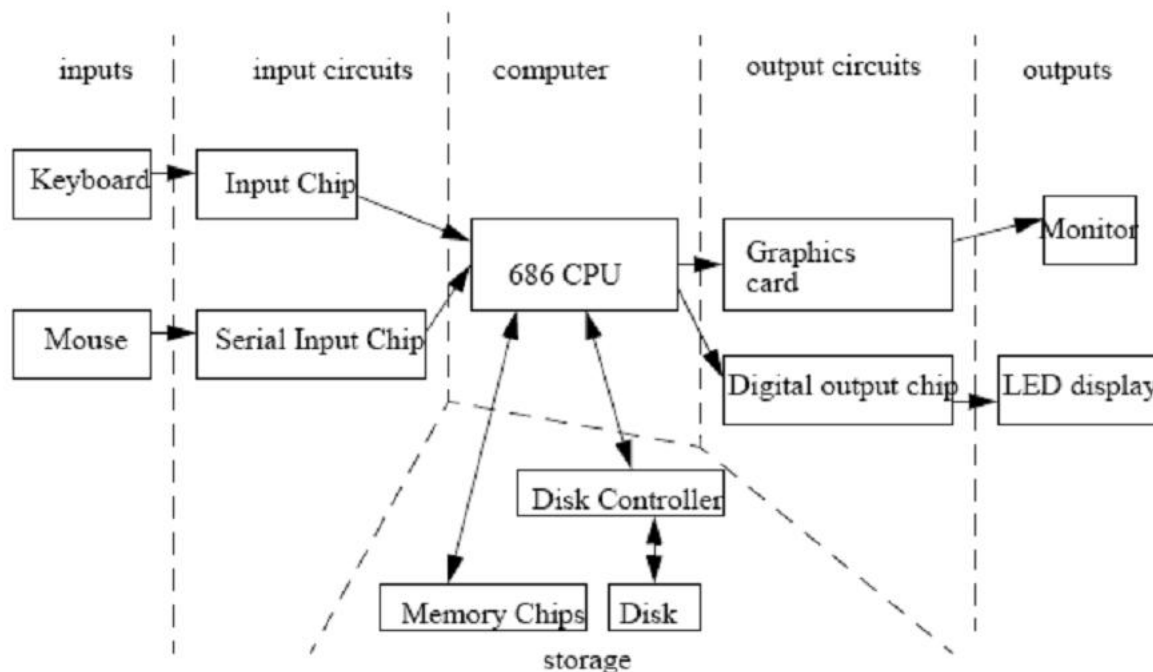 inputs
input circuits
computer
output circuits
outputs
Keyboard
Input Chip
686 CPU
Graphics
card
Monitor
Mouse
Serial Input Chip
Digital output chip
LED display
Disk Controller
Memory Chips
Disk
storage